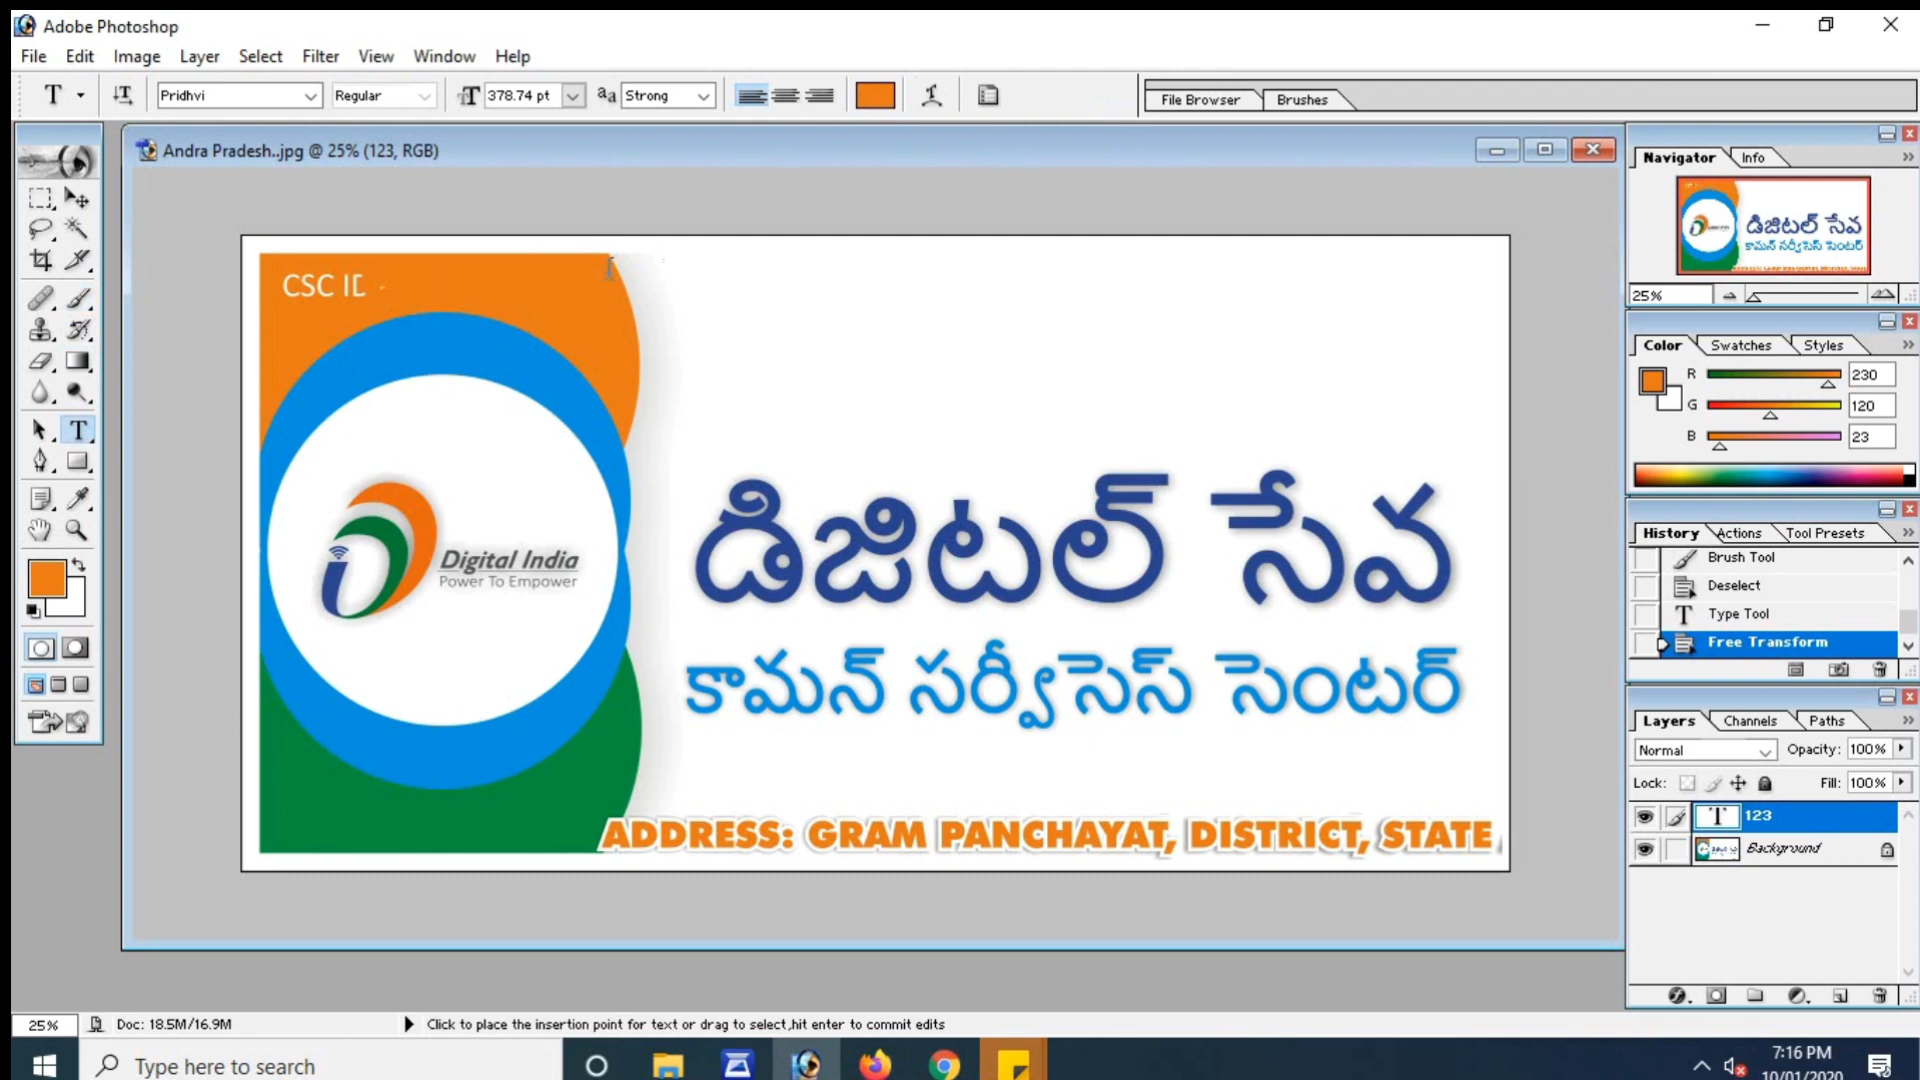 Adobe Photoshop
File Edit Image Layer Select Filter View Window Help
T Pridhvi Regular 378.74 pt aa Strong File Browser Brushes
Andra Pradesh..jpg @ 25% (123, RGB)
Navigator Info
25%
Color Swatches Styles
R 230
G 120
B 23
CSC ID -
Digital India
Power To Empower
డిజిటల్ సేవ
కామన్ సర్వీసెస్ సెంటర్
ADDRESS: GRAM PANCHAYAT, DISTRICT, STATE
History Actions Tool Presets
Brush Tool
Deselect
Type Tool
Free Transform
Layers Channels Paths
Normal Opacity: 100%
Lock: Fill: 100%
T 123
Background
25% Doc: 18.5M/16.9M Click to place the insertion point for text or drag to select,hit enter to commit edits
Type here to search
7:16 PM
10/01/2020